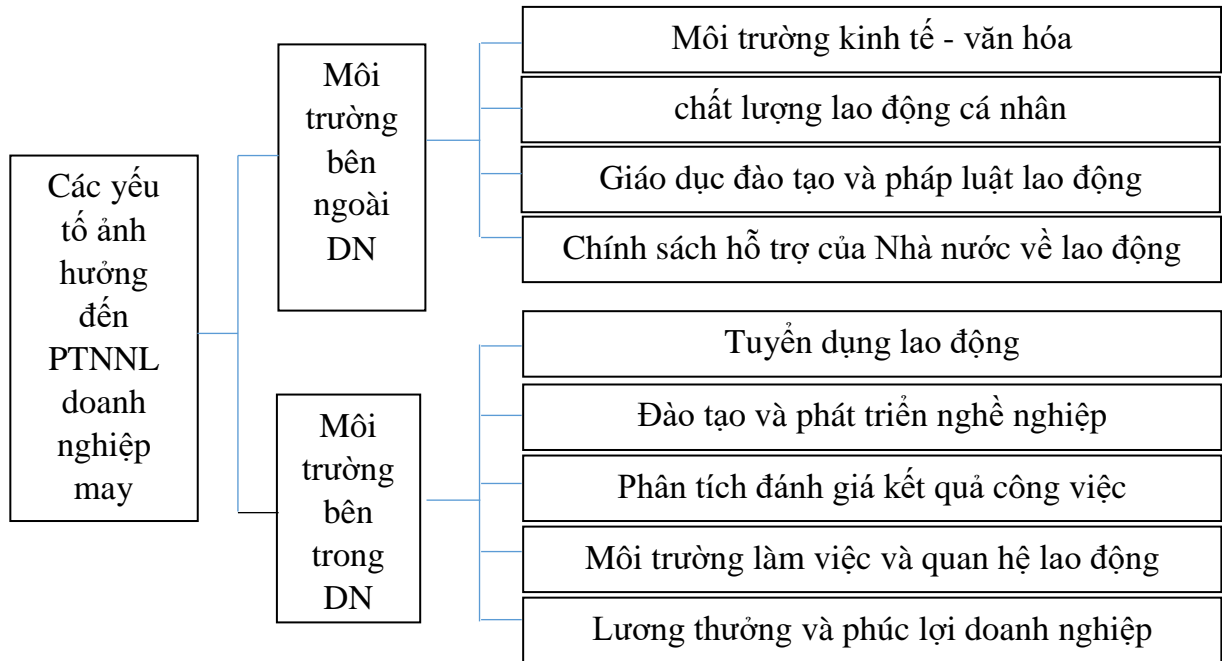 Các yếu
tố ảnh
hưởng
đến
PTNNL
doanh
nghiệp
may
Môi
trường
bên
ngoài
DN
Môi trường kinh tế - văn hóa
chất lượng lao động cá nhân
Giáo dục đào tạo và pháp luật lao động
Chính sách hỗ trợ của Nhà nước về lao động
Môi
trường
bên
trong
DN
Tuyển dụng lao động
Đào tạo và phát triển nghề nghiệp
Phân tích đánh giá kết quả công việc
Môi trường làm việc và quan hệ lao động
Lương thưởng và phúc lợi doanh nghiệp